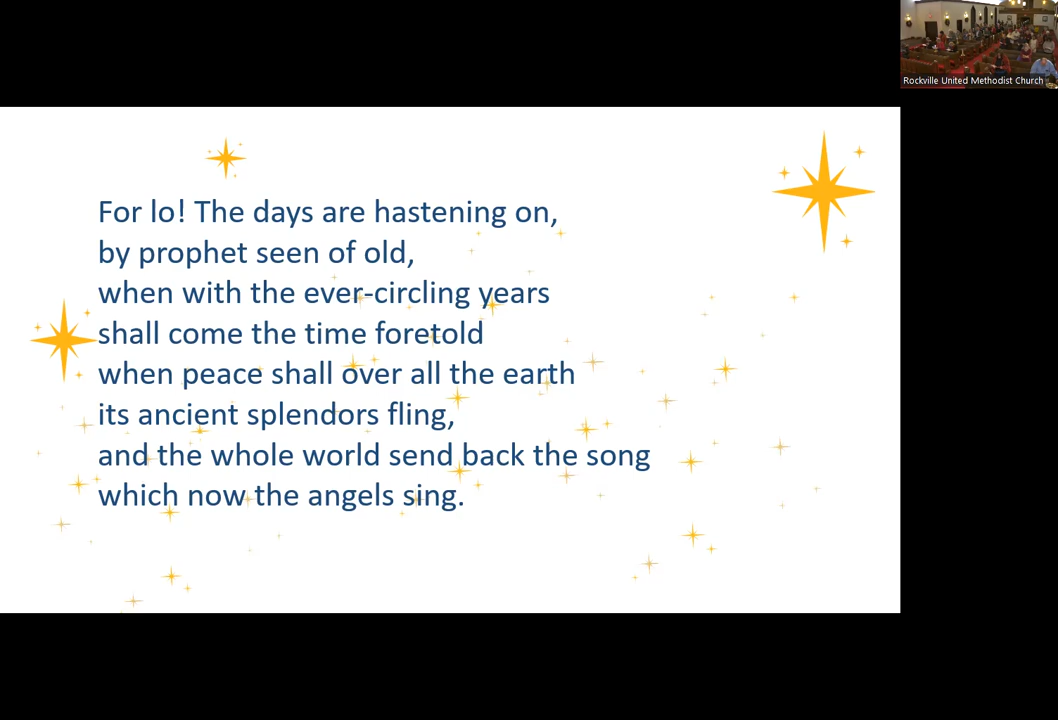 Rockville United Methodist Church
For lo! The days are hastening on,
by prophet seen of old,
when with the ever-circling years
shall come the time foretold
when peace shall over all the earth
its ancient splendors fling,
and the whole world send back the song
which now the angels sing.